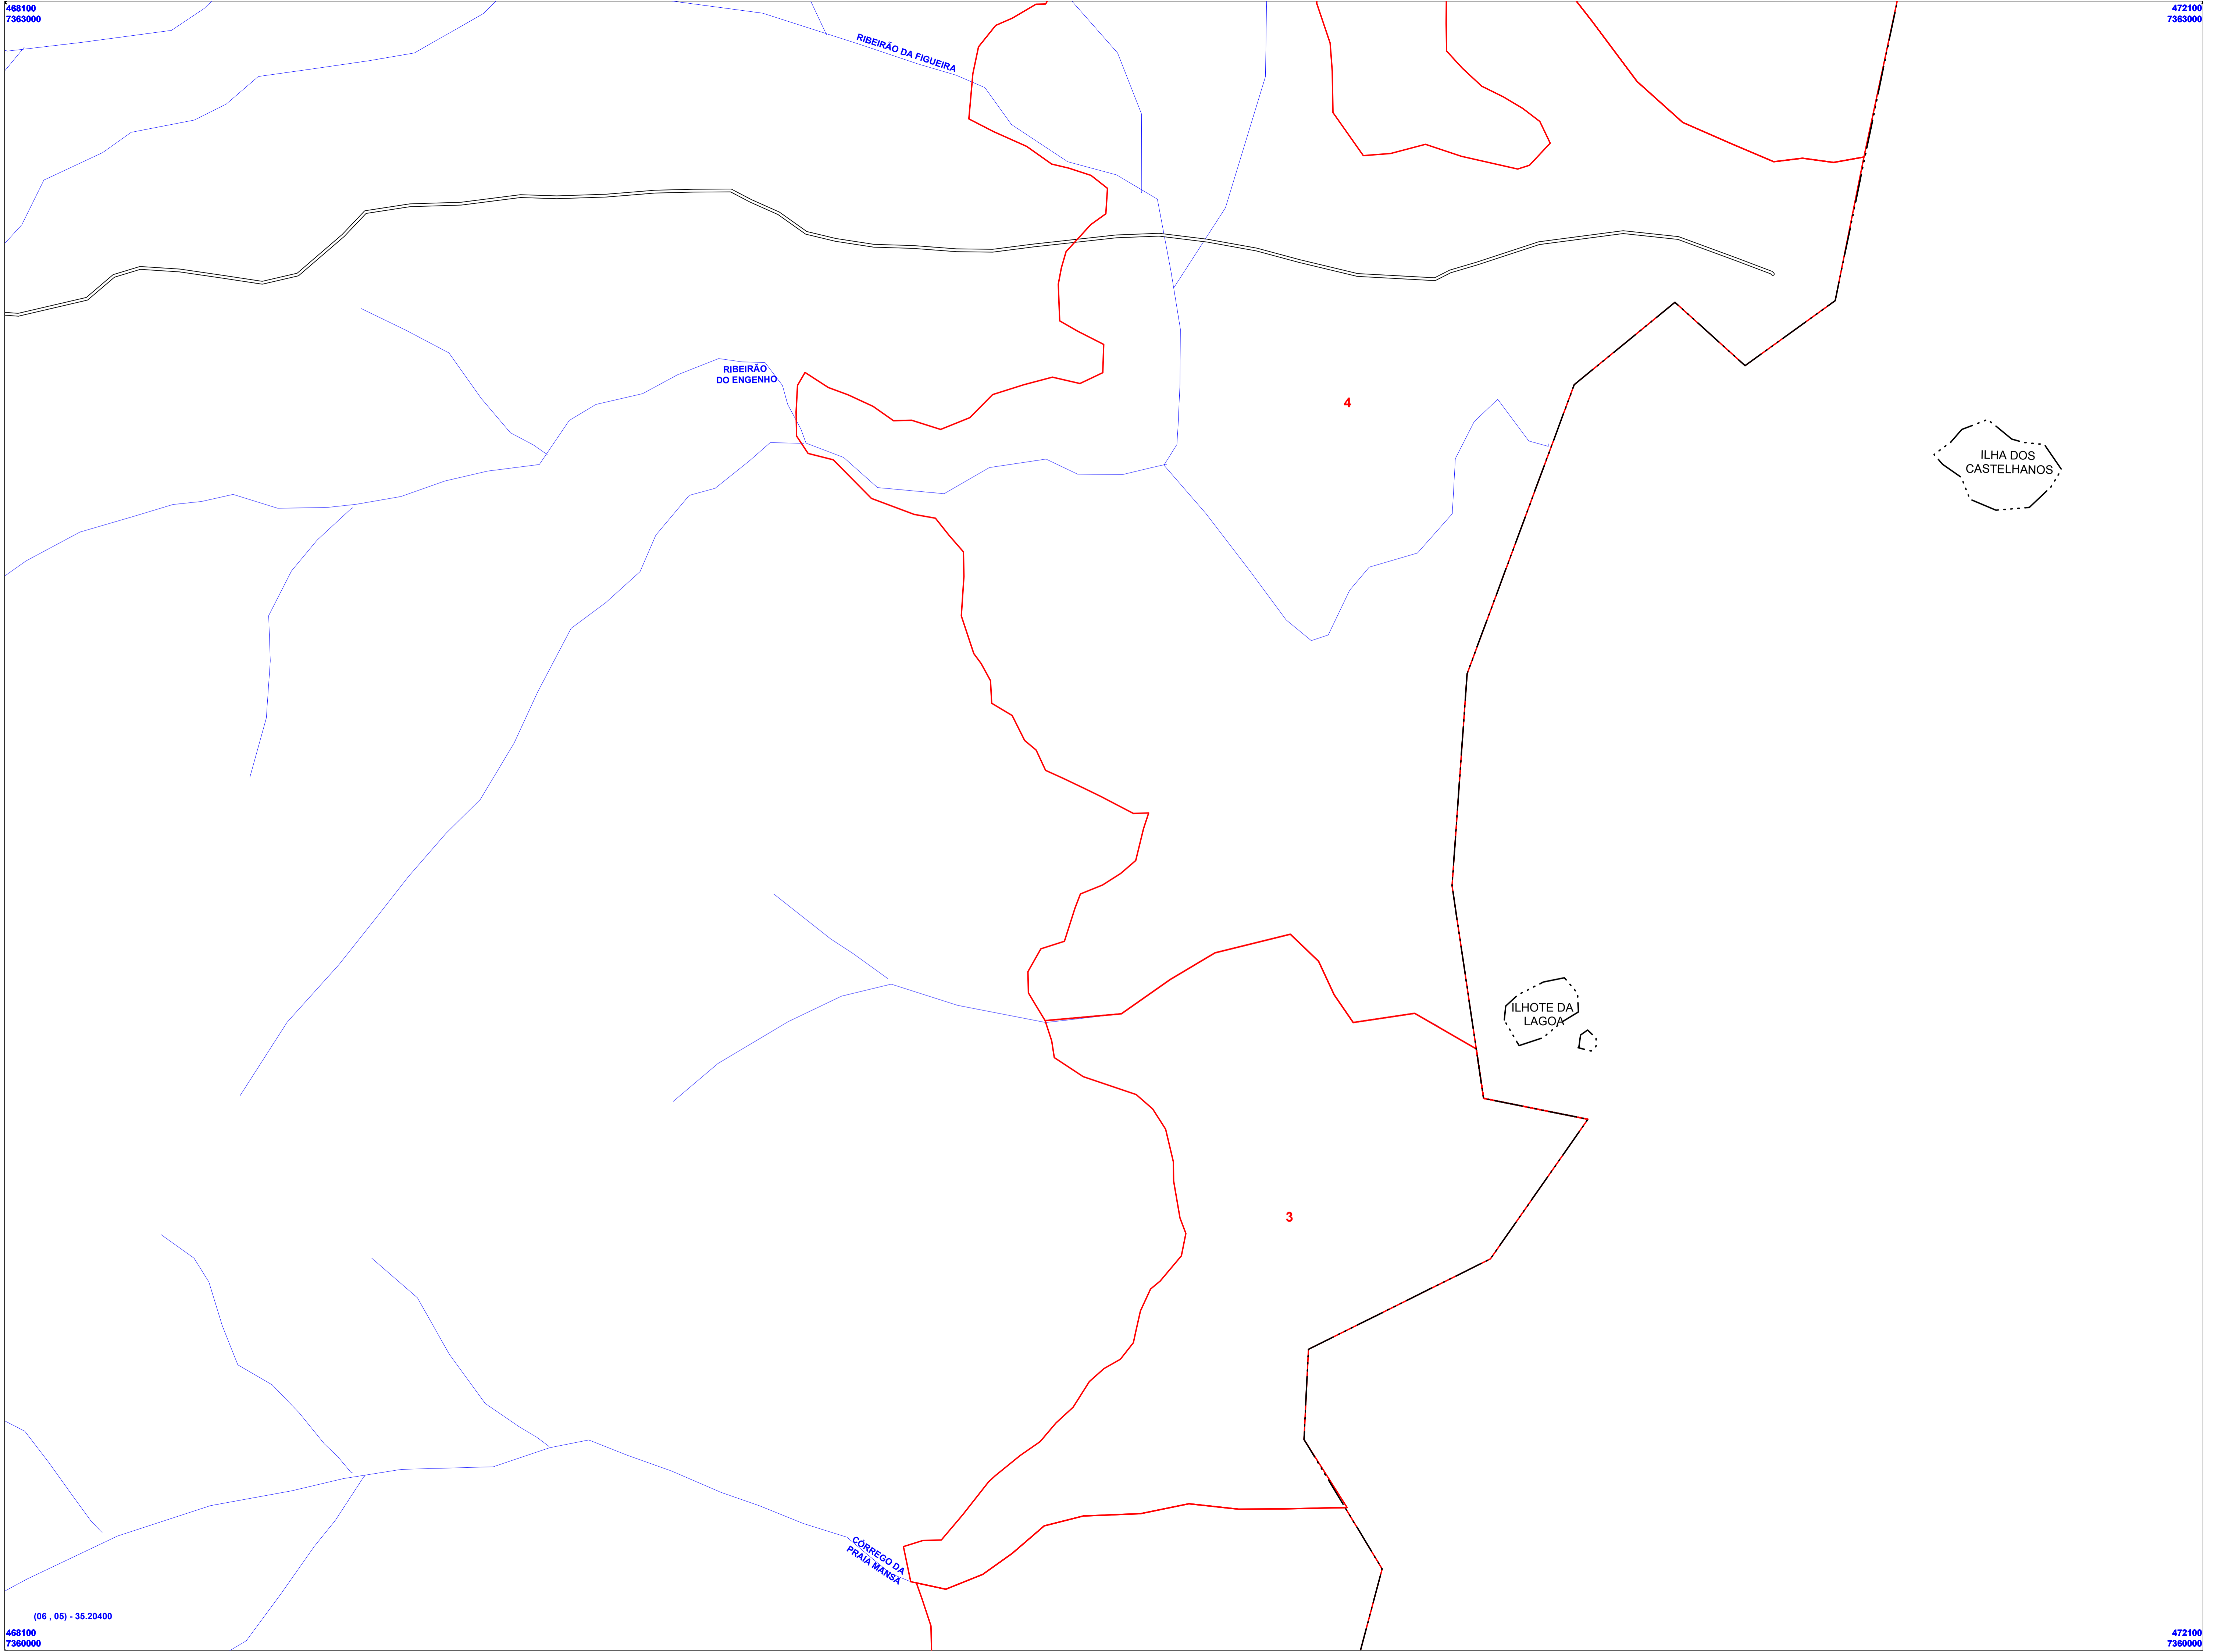 468100
7363000
472100
7363000
RIBEIRÃO DA FIGUEIRA
RIBEIRÃO
DO ENGENHO
4
ILHA DOS
CASTELHANOS
ILHOTE DA
LAGOA
3
CÓRREGO DA
PRAIA MANSA
(06 , 05) - 35.20400
468100
7360000
472100
7360000